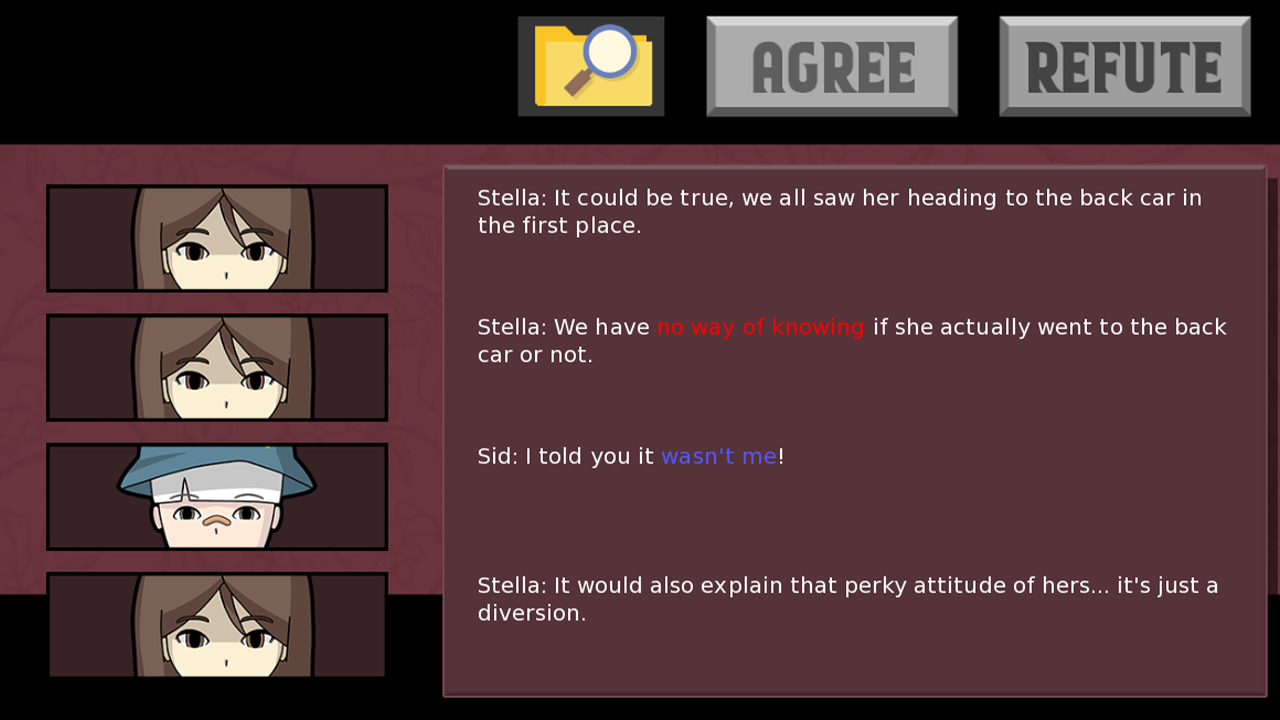 AGREE
REFUTE
Stella: It could be true, we all saw her heading to the back car in
the first place.
Stella: We have no way of knowing if she actually went to the back
car or not.
Sid: I told you it wasn't me!
Stella: It would also explain that perky attitude of hers... it's just a
diversion.